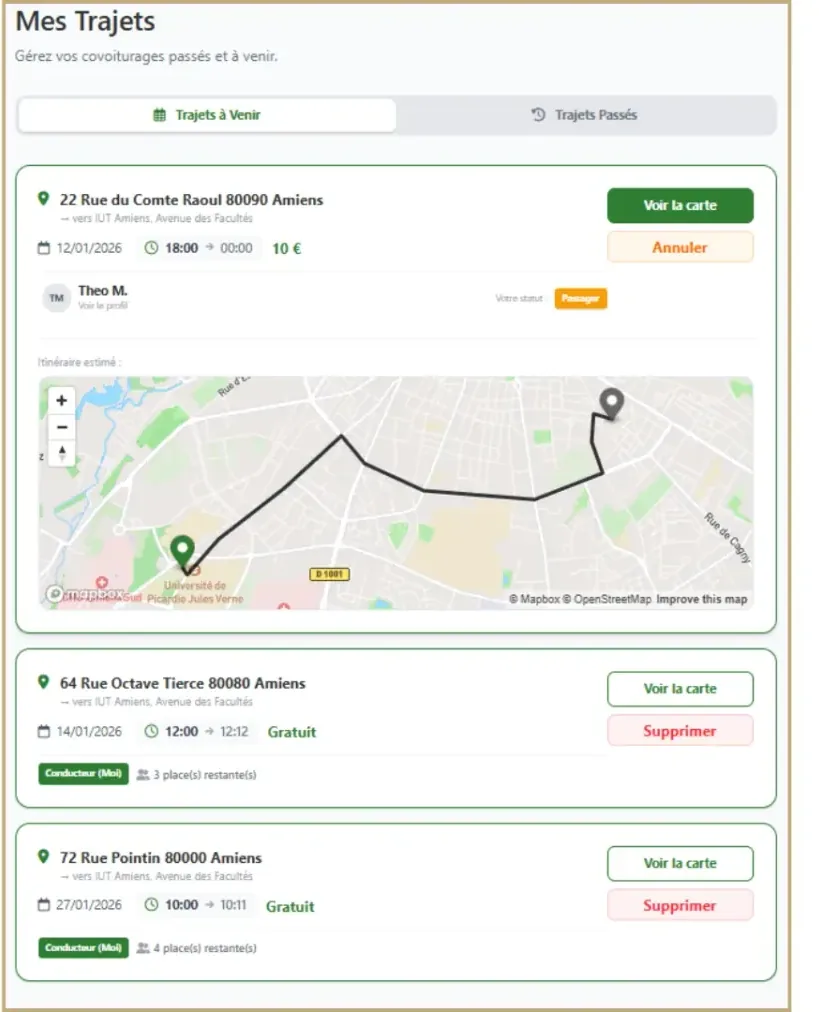 Mes Trajets
Gérez vos covoiturages passés et à venir.
Trajets à Venir
Trajets Passés
22 Rue du Comte Raoul 80090 Amiens
Voir la carte
→ vers IUT Amiens, Avenue des Facultés
12/01/2026 18:00 → 00:00 10 €
Annuler
TM
Theo M.
Voir le profil
Votre statut
Passager
Itinéraire estimé :
+
−
Rue d'
Rue de Cagny
D 1001
Université de
Picardie Jules Verne
Sud
mapbox
© Mapbox © OpenStreetMap Improve this map
64 Rue Octave Tierce 80080 Amiens
Voir la carte
→ vers IUT Amiens, Avenue des Facultés
14/01/2026 12:00 → 12:12 Gratuit
Supprimer
Conducteur (Moi) 3 place(s) restante(s)
72 Rue Pointin 80000 Amiens
Voir la carte
→ vers IUT Amiens, Avenue des Facultés
27/01/2026 10:00 → 10:11 Gratuit
Supprimer
Conducteur (Moi) 4 place(s) restante(s)